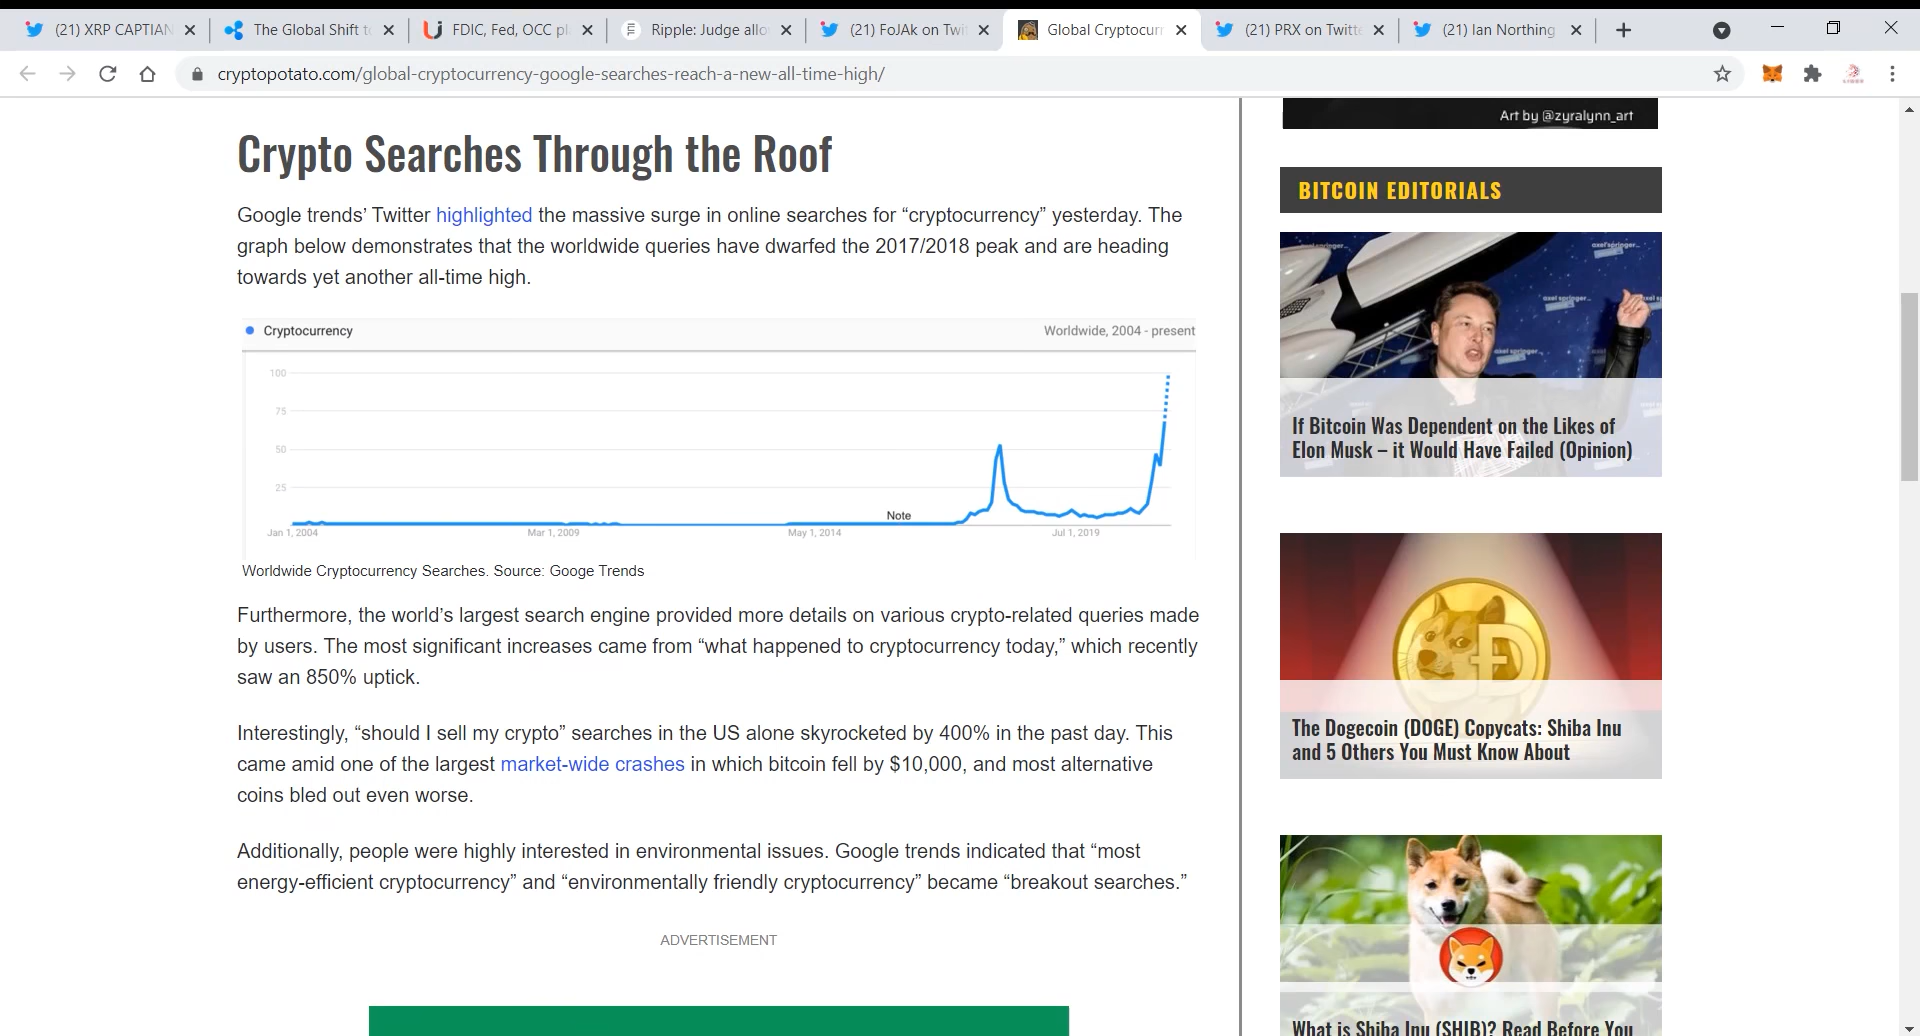 (21) XRP CAPTIAN
The Global Shift t
FDIC, Fed, OCC pl
Ripple: Judge allo
(21) FoJAk on Twit
Global Cryptocurr
(21) PRX on Twitte
(21) Ian Northing
cryptopotato.com/global-cryptocurrency-google-searches-reach-a-new-all-time-high/
Crypto Searches Through the Roof
Google trends’ Twitter highlighted the massive surge in online searches for “cryptocurrency” yesterday. The
graph below demonstrates that the worldwide queries have dwarfed the 2017/2018 peak and are heading
towards yet another all-time high.
Cryptocurrency
Worldwide, 2004 - present
100
75
50
25
Note
Jan 1, 2004
Mar 1, 2009
May 1, 2014
Jul 1, 2019
Worldwide Cryptocurrency Searches. Source: Googe Trends
Furthermore, the world’s largest search engine provided more details on various crypto-related queries made
by users. The most significant increases came from “what happened to cryptocurrency today,” which recently
saw an 850% uptick.
Interestingly, “should I sell my crypto” searches in the US alone skyrocketed by 400% in the past day. This
came amid one of the largest market-wide crashes in which bitcoin fell by $10,000, and most alternative
coins bled out even worse.
Additionally, people were highly interested in environmental issues. Google trends indicated that “most
energy-efficient cryptocurrency” and “environmentally friendly cryptocurrency” became “breakout searches.”
ADVERTISEMENT
Art by @zyralynn_art
BITCOIN EDITORIALS
axel springer
axel springer
axel springer
If Bitcoin Was Dependent on the Likes of
Elon Musk – it Would Have Failed (Opinion)
The Dogecoin (DOGE) Copycats: Shiba Inu
and 5 Others You Must Know About
What is Shiba Inu (SHIB)? Read Before You